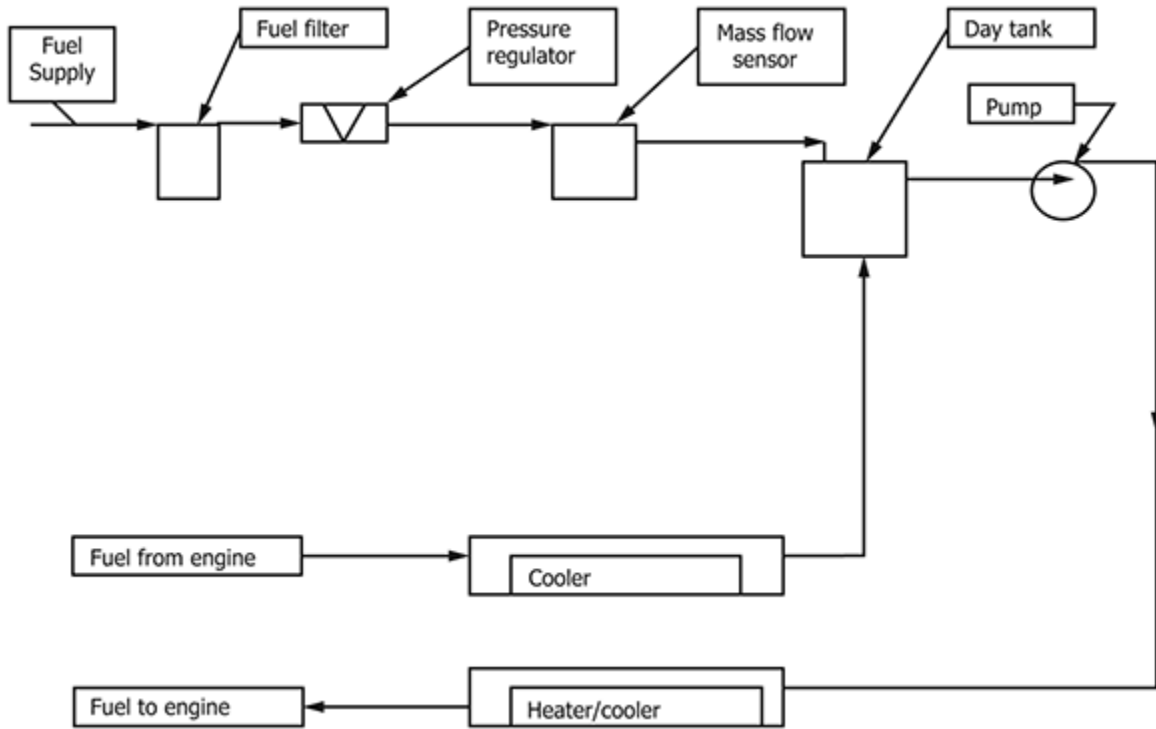 Fuel
Supply
Fuel filter
Pressure
regulator
Mass flow
sensor
Day tank
Pump
Fuel from engine
Cooler
Fuel to engine
Heater/cooler